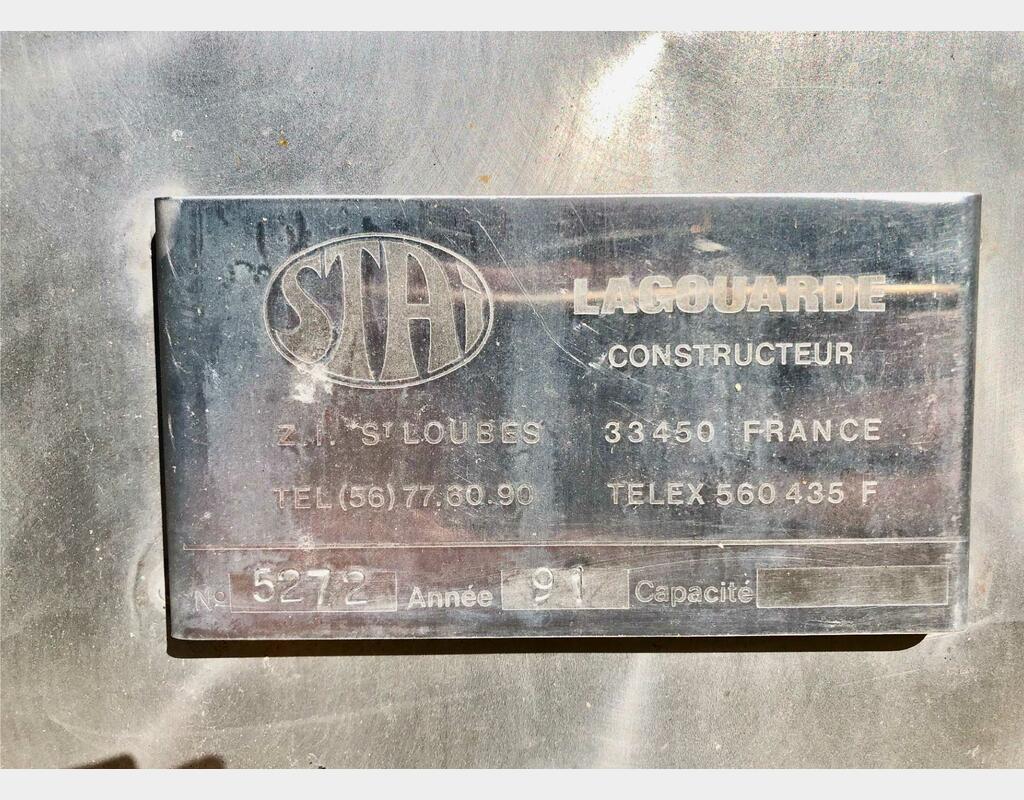 STAi
LAGOUARDE
CONSTRUCTEUR
Z.I. ST LOUBES 33450 FRANCE
TEL (56) 77.60.90 TELEX 560 435 F
No 5272 Année 91 Capacité